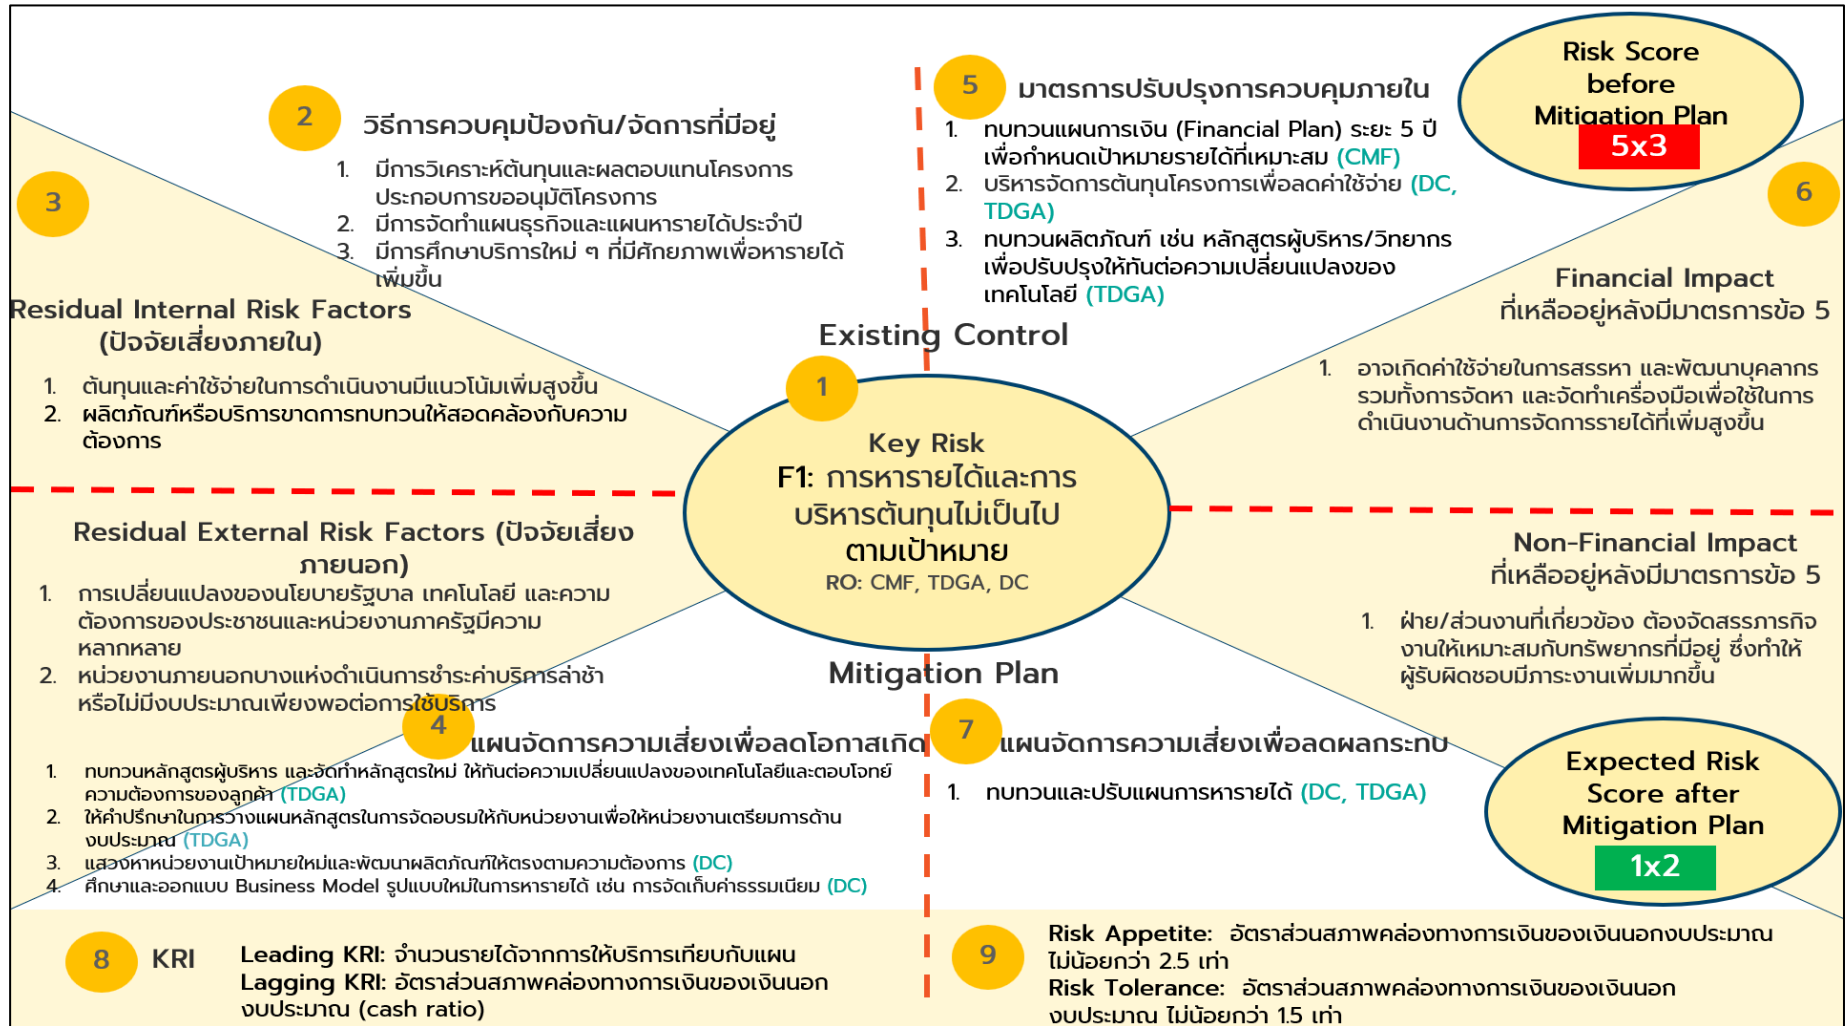 2
วิธีการควบคุมป้องกัน/จัดการที่มีอยู่
1. มีการวิเคราะห์ต้นทุนและผลตอบแทนโครงการ
ประกอบการขออนุมัติโครงการ
2. มีการจัดทำแผนธุรกิจและแผนหารายได้ประจำปี
3. มีการศึกษาบริการใหม่ ๆ ที่มีศักยภาพเพื่อหารายได้
เพิ่มขึ้น
5
มาตรการปรับปรุงการควบคุมภายใน
1. ทบทวนแผนการเงิน (Financial Plan) ระยะ 5 ปี
เพื่อกำหนดเป้าหมายรายได้ที่เหมาะสม (CMF)
2. บริหารจัดการต้นทุนโครงการเพื่อลดค่าใช้จ่าย (DC,
TDGA)
3. ทบทวนผลิตภัณฑ์ เช่น หลักสูตรผู้บริหาร/วิทยากร
เพื่อปรับปรุงให้ทันต่อความเปลี่ยนแปลงของ
เทคโนโลยี (TDGA)
Risk Score
before
Mitigation Plan
5x3
3
Residual Internal Risk Factors
(ปัจจัยเสี่ยงภายใน)
1. ต้นทุนและค่าใช้จ่ายในการดำเนินงานมีแนวโน้มเพิ่มสูงขึ้น
2. ผลิตภัณฑ์หรือบริการขาดการทบทวนให้สอดคล้องกับความ
ต้องการ
Existing Control
6
Financial Impact
ที่เหลืออยู่หลังมีมาตรการข้อ 5
1. อาจเกิดค่าใช้จ่ายในการสรรหา และพัฒนาบุคลากร
รวมทั้งการจัดหา และจัดทำเครื่องมือเพื่อใช้ในการ
ดำเนินงานด้านการจัดการรายได้ที่เพิ่มสูงขึ้น
1
Key Risk
F1: การหารายได้และการ
บริหารต้นทุนไม่เป็นไป
ตามเป้าหมาย
RO: CMF, TDGA, DC
Residual External Risk Factors (ปัจจัยเสี่ยง
ภายนอก)
1. การเปลี่ยนแปลงของนโยบายรัฐบาล เทคโนโลยี และความ
ต้องการของประชาชนและหน่วยงานภาครัฐมีความ
หลากหลาย
2. หน่วยงานภายนอกบางแห่งดำเนินการชำระค่าบริการล่าช้า
หรือไม่มีงบประมาณเพียงพอต่อการใช้บริการ
Non-Financial Impact
ที่เหลืออยู่หลังมีมาตรการข้อ 5
1. ฝ่าย/ส่วนงานที่เกี่ยวข้อง ต้องจัดสรรภารกิจ
งานให้เหมาะสมกับทรัพยากรที่มีอยู่ ซึ่งทำให้
ผู้รับผิดชอบมีภาระงานเพิ่มมากขึ้น
Mitigation Plan
4
แผนจัดการความเสี่ยงเพื่อลดโอกาสเกิด
1. ทบทวนหลักสูตรผู้บริหาร และจัดทำหลักสูตรใหม่ ให้ทันต่อความเปลี่ยนแปลงของเทคโนโลยีและตอบโจทย์
ความต้องการของลูกค้า (TDGA)
2. ให้คำปรึกษาในการวางแผนหลักสูตรในการจัดอบรมให้กับหน่วยงานเพื่อให้หน่วยงานเตรียมการด้าน
งบประมาณ (TDGA)
3. แสวงหาหน่วยงานเป้าหมายใหม่และพัฒนาผลิตภัณฑ์ให้ตรงตามความต้องการ (DC)
4. ศึกษาและออกแบบ Business Model รูปแบบใหม่ในการหารายได้ เช่น การจัดเก็บค่าธรรมเนียม (DC)
7
แผนจัดการความเสี่ยงเพื่อลดผลกระทบ
1. ทบทวนและปรับแผนการหารายได้ (DC, TDGA)
Expected Risk
Score after
Mitigation Plan
1x2
8
KRI
Leading KRI: จำนวนรายได้จากการให้บริการเทียบกับแผน
Lagging KRI: อัตราส่วนสภาพคล่องทางการเงินของเงินนอก
งบประมาณ (cash ratio)
9
Risk Appetite: อัตราส่วนสภาพคล่องทางการเงินของเงินนอกงบประมาณ
ไม่น้อยกว่า 2.5 เท่า
Risk Tolerance: อัตราส่วนสภาพคล่องทางการเงินของเงินนอก
งบประมาณ ไม่น้อยกว่า 1.5 เท่า